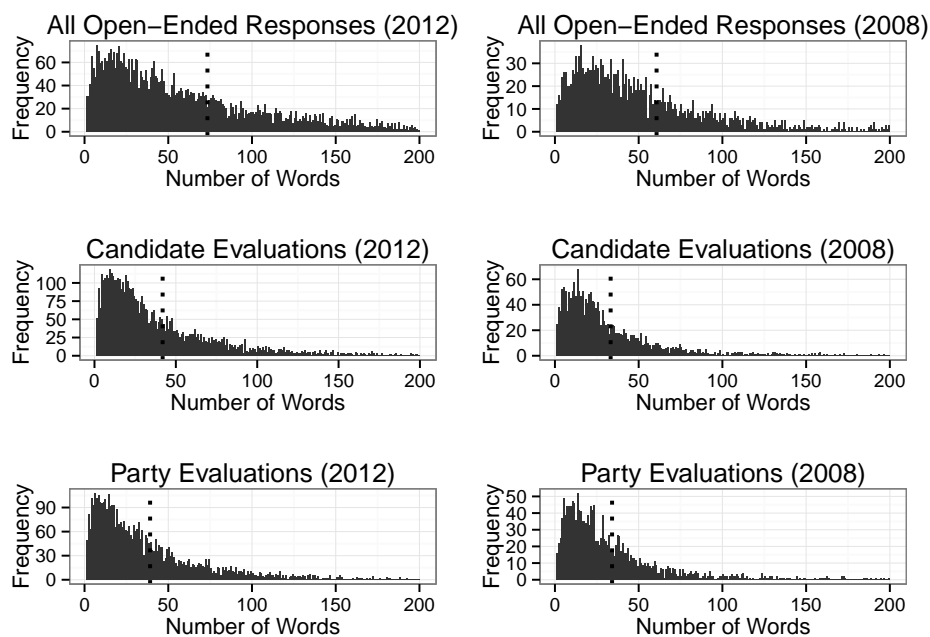 All Open−Ended Responses (2012)
Frequency
60
40
20
0
0 50 100 150 200
Number of Words
All Open−Ended Responses (2008)
Frequency
30
20
10
0
0 50 100 150 200
Number of Words
Candidate Evaluations (2012)
Frequency
100
75
50
25
0
0 50 100 150 200
Number of Words
Candidate Evaluations (2008)
Frequency
60
40
20
0
0 50 100 150 200
Number of Words
Party Evaluations (2012)
Frequency
90
60
30
0
0 50 100 150 200
Number of Words
Party Evaluations (2008)
Frequency
50
40
30
20
10
0
0 50 100 150 200
Number of Words